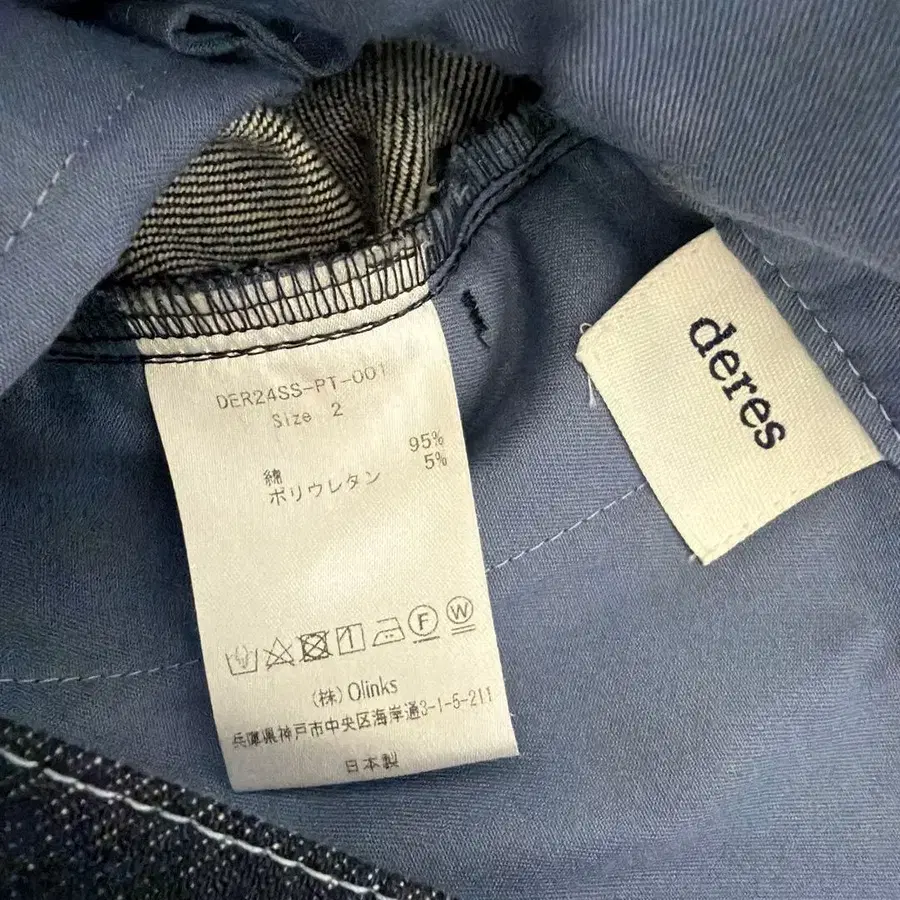 DER24SS-PT-001
Size 2
綿 95%
ポリウレタン 5%
F W
(株) Olinks
兵庫県神戸市中央区海岸通3-1-5-211
日本製
deres